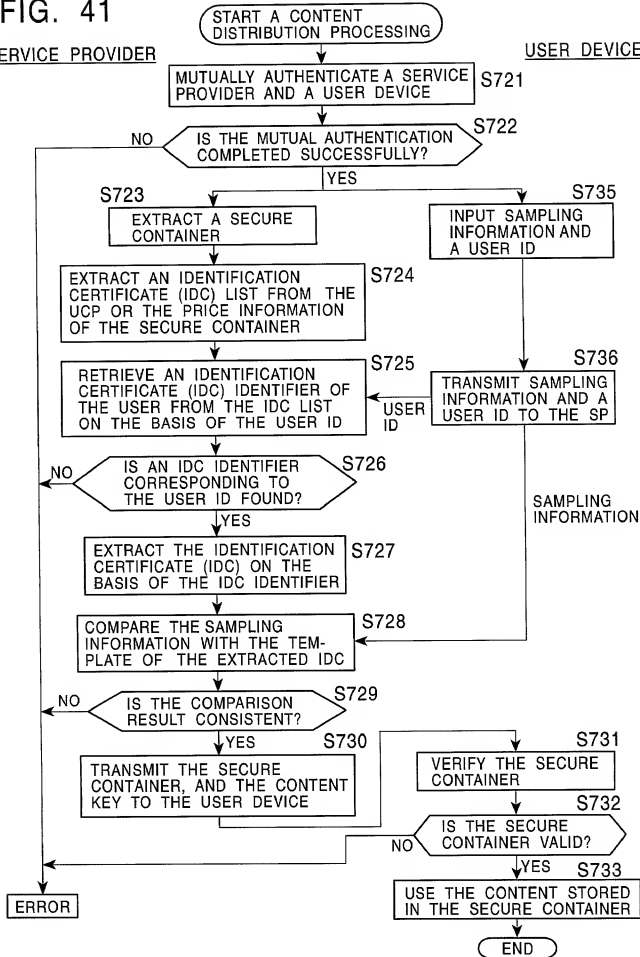 FIG. 41
START A CONTENT
DISTRIBUTION PROCESSING
ERVICE PROVIDER
USER DEVICE
MUTUALLY AUTHENTICATE A SERVICE
PROVIDER AND A USER DEVICE
S721
IS THE MUTUAL AUTHENTICATION
COMPLETED SUCCESSFULLY?
S722
NO
YES
S723
EXTRACT A SECURE
CONTAINER
S735
INPUT SAMPLING
INFORMATION AND
A USER ID
S724
EXTRACT AN IDENTIFICATION
CERTIFICATE (IDC) LIST FROM THE
UCP OR THE PRICE INFORMATION
OF THE SECURE CONTAINER
S725
RETRIEVE AN IDENTIFICATION
CERTIFICATE (IDC) IDENTIFIER OF
THE USER FROM THE IDC LIST
ON THE BASIS OF THE USER ID
USER
ID
S736
TRANSMIT SAMPLING
INFORMATION AND A
USER ID TO THE SP
S726
IS AN IDC IDENTIFIER
CORRESPONDING TO
THE USER ID FOUND?
NO
YES
SAMPLING
INFORMATION
S727
EXTRACT THE IDENTIFICATION
CERTIFICATE (IDC) ON THE
BASIS OF THE IDC IDENTIFIER
S728
COMPARE THE SAMPLING
INFORMATION WITH THE TEM-
PLATE OF THE EXTRACTED IDC
S729
IS THE COMPARISON
RESULT CONSISTENT?
NO
YES
S730
TRANSMIT THE SECURE
CONTAINER, AND THE CONTENT
KEY TO THE USER DEVICE
S731
VERIFY THE SECURE
CONTAINER
S732
IS THE SECURE
CONTAINER VALID?
NO
YES
S733
USE THE CONTENT STORED
IN THE SECURE CONTAINER
ERROR
END